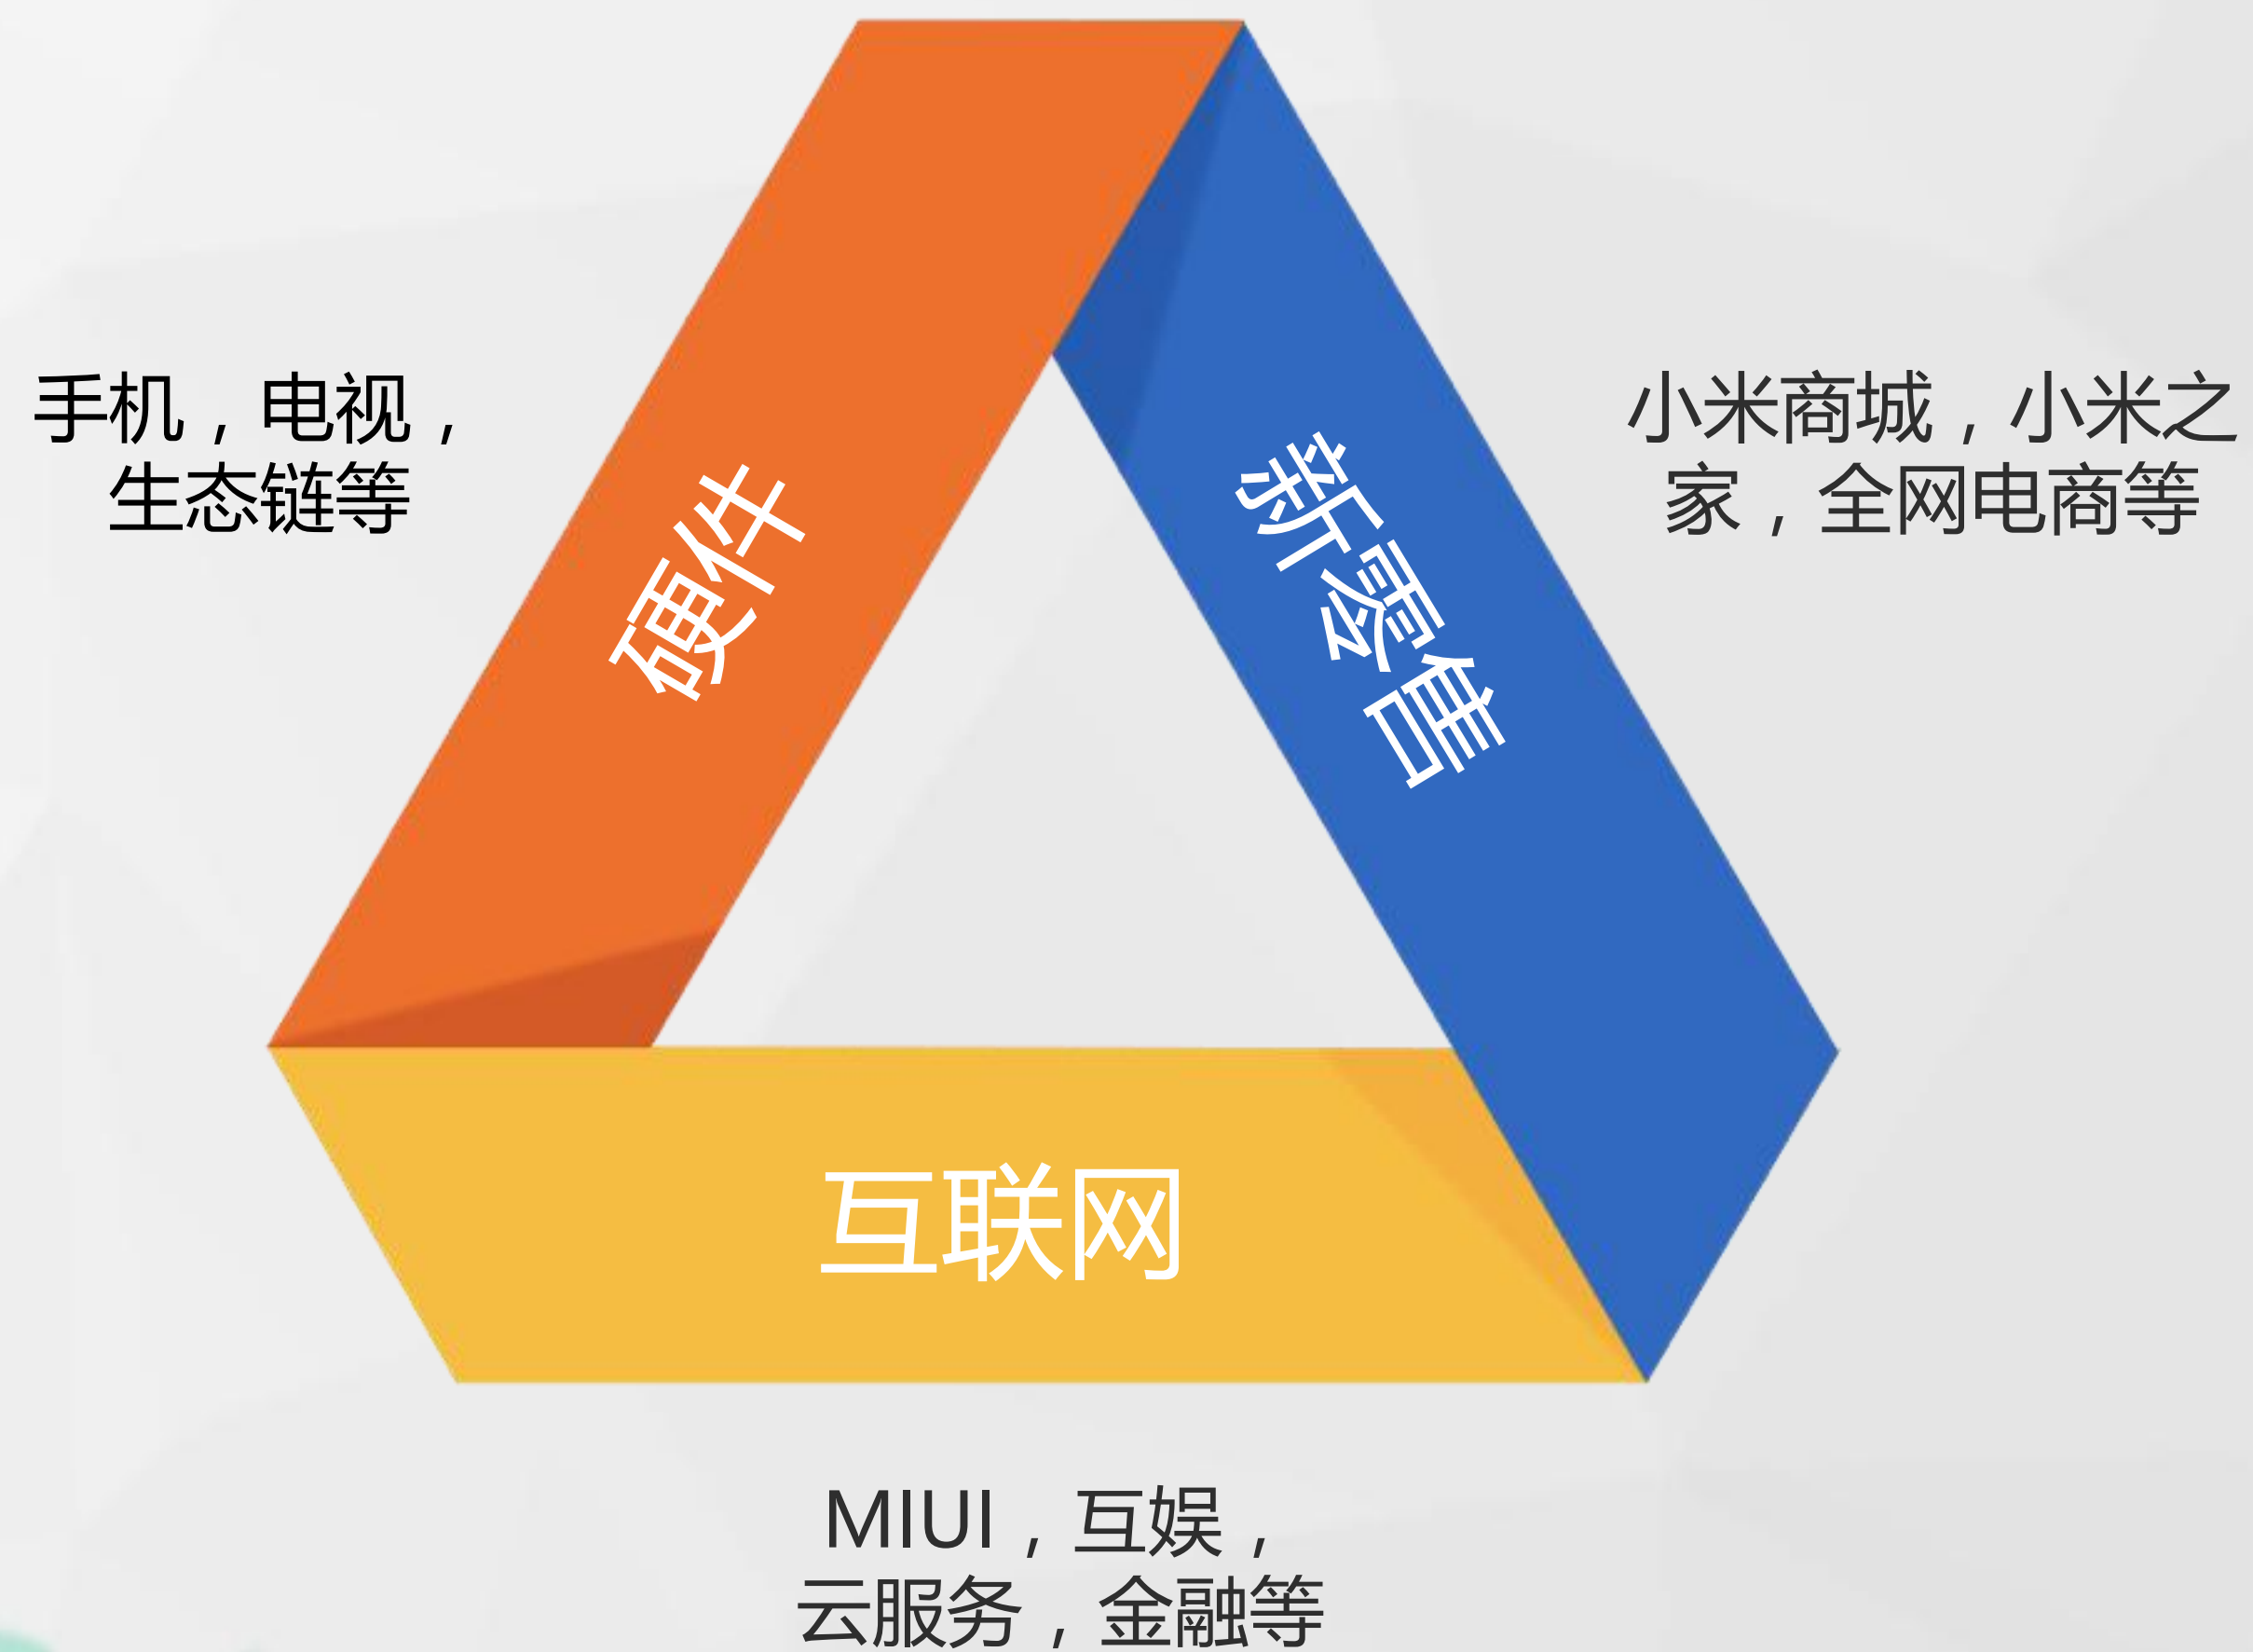 手机，电视，
生态链等
小米商城，小米之
家，全网电商等
硬件
新零售
互联网
MIUI，互娱，
云服务，金融等